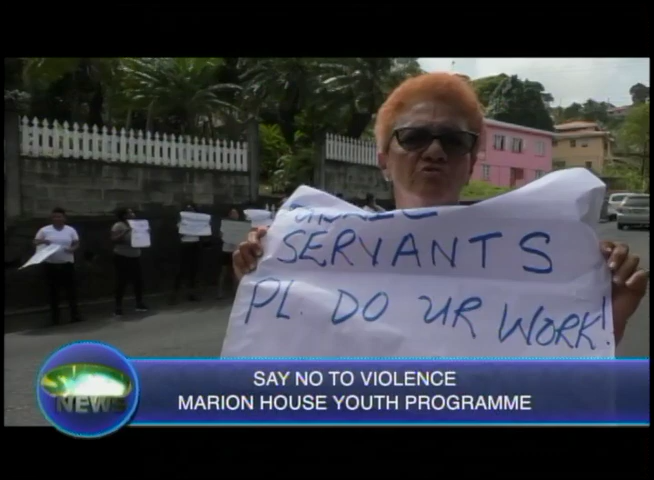 SERVANTS
PL. DO UR WORK!
SAY NO TO VIOLENCE
MARION HOUSE YOUTH PROGRAMME
NEWS